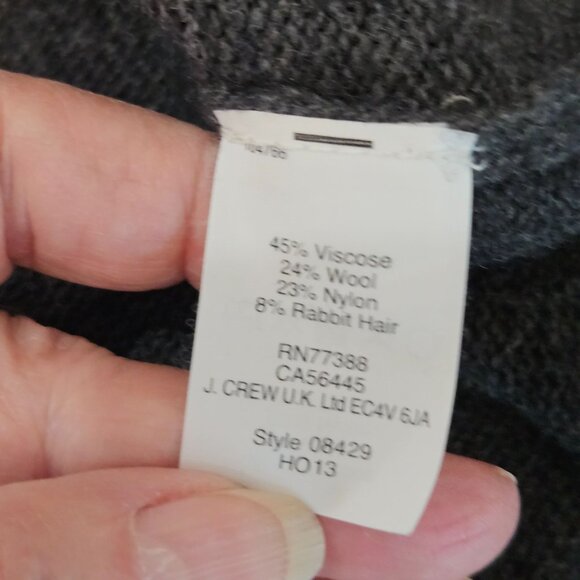 45% Viscose
24% Wool
23% Nylon
8% Rabbit Hair
RN77388
CA56445
J. CREW U.K. Ltd EC4V 6JA
Style 08429
HO13